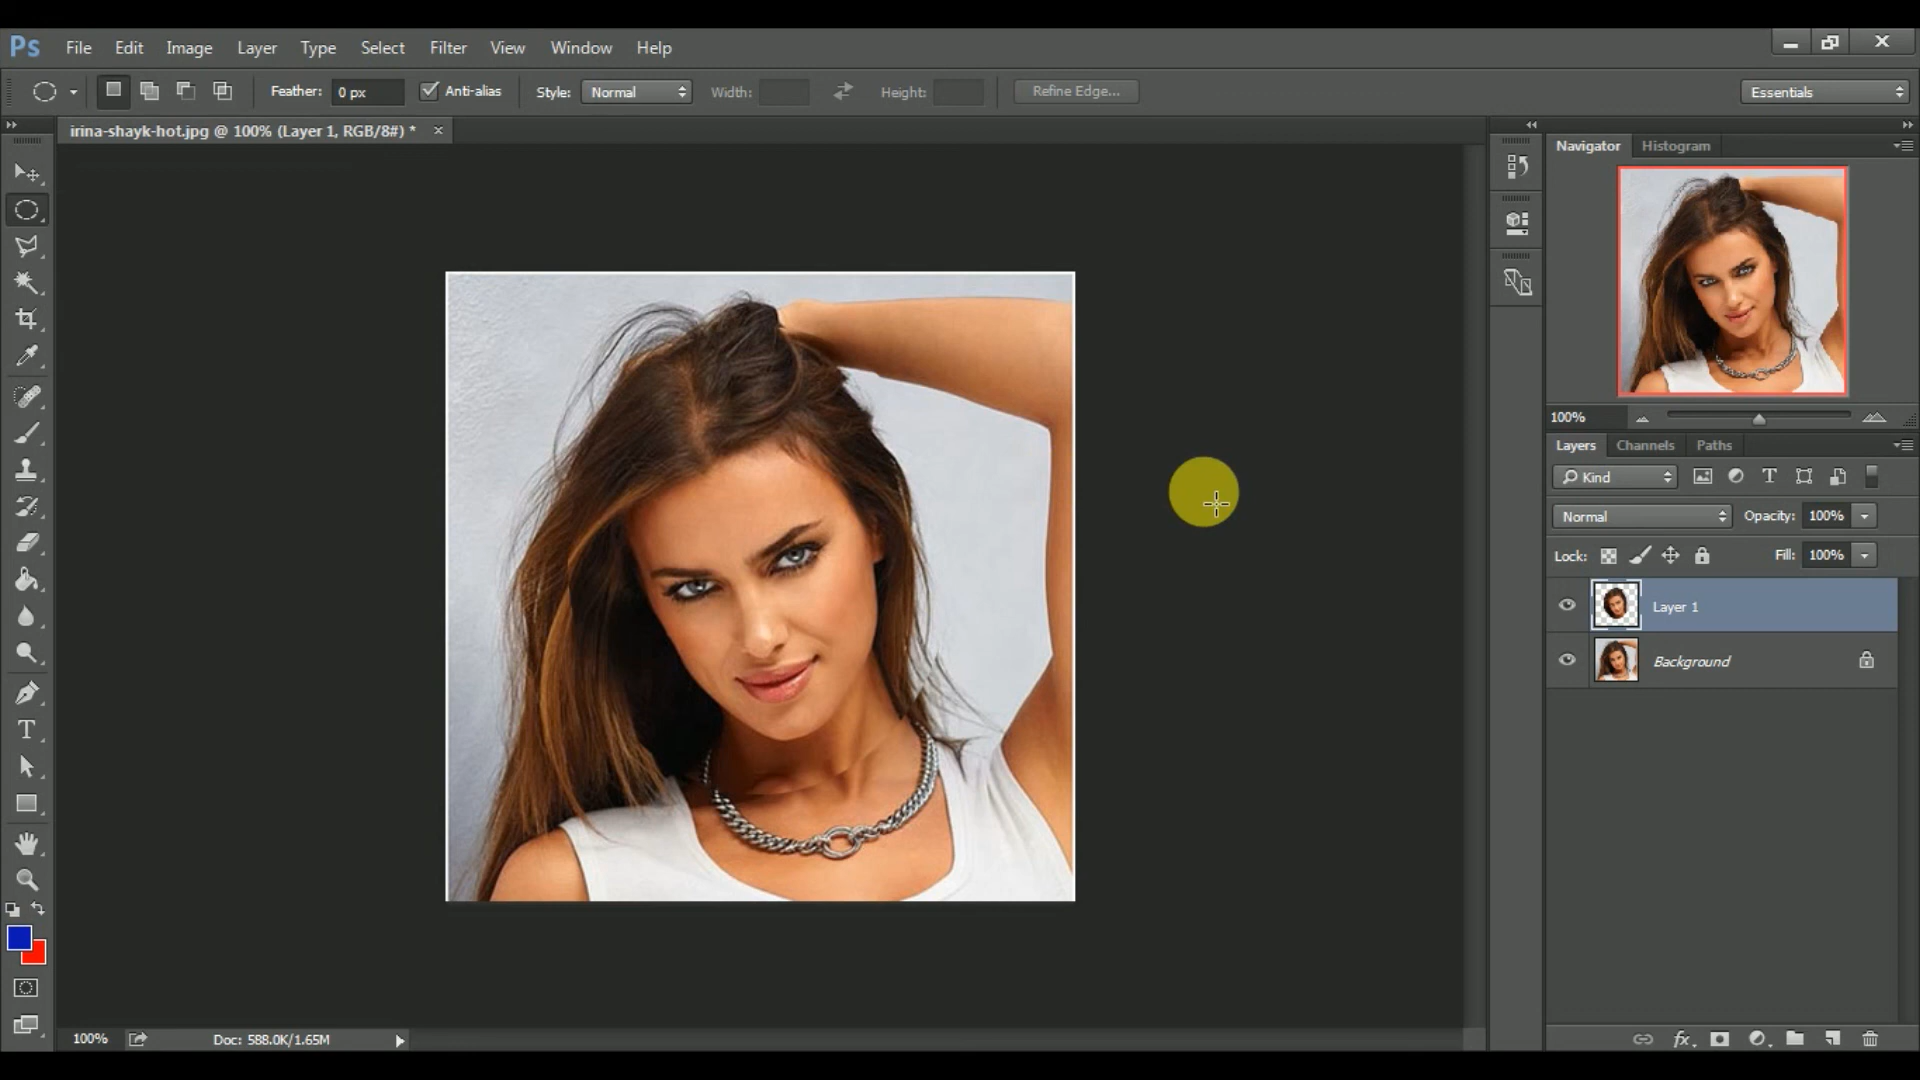 Ps File Edit Image Layer Type Select Filter View Window Help
Feather: 0 px Anti-alias Style: Normal Width: Height: Refine Edge... Essentials
irina-shayk-hot.jpg @ 100% (Layer 1, RGB/8#) * ×
Navigator Histogram
100%
Layers Channels Paths
Kind
Normal Opacity: 100%
Lock: Fill: 100%
Layer 1
Background
T
100% Doc: 588.0K/1.65M
fx